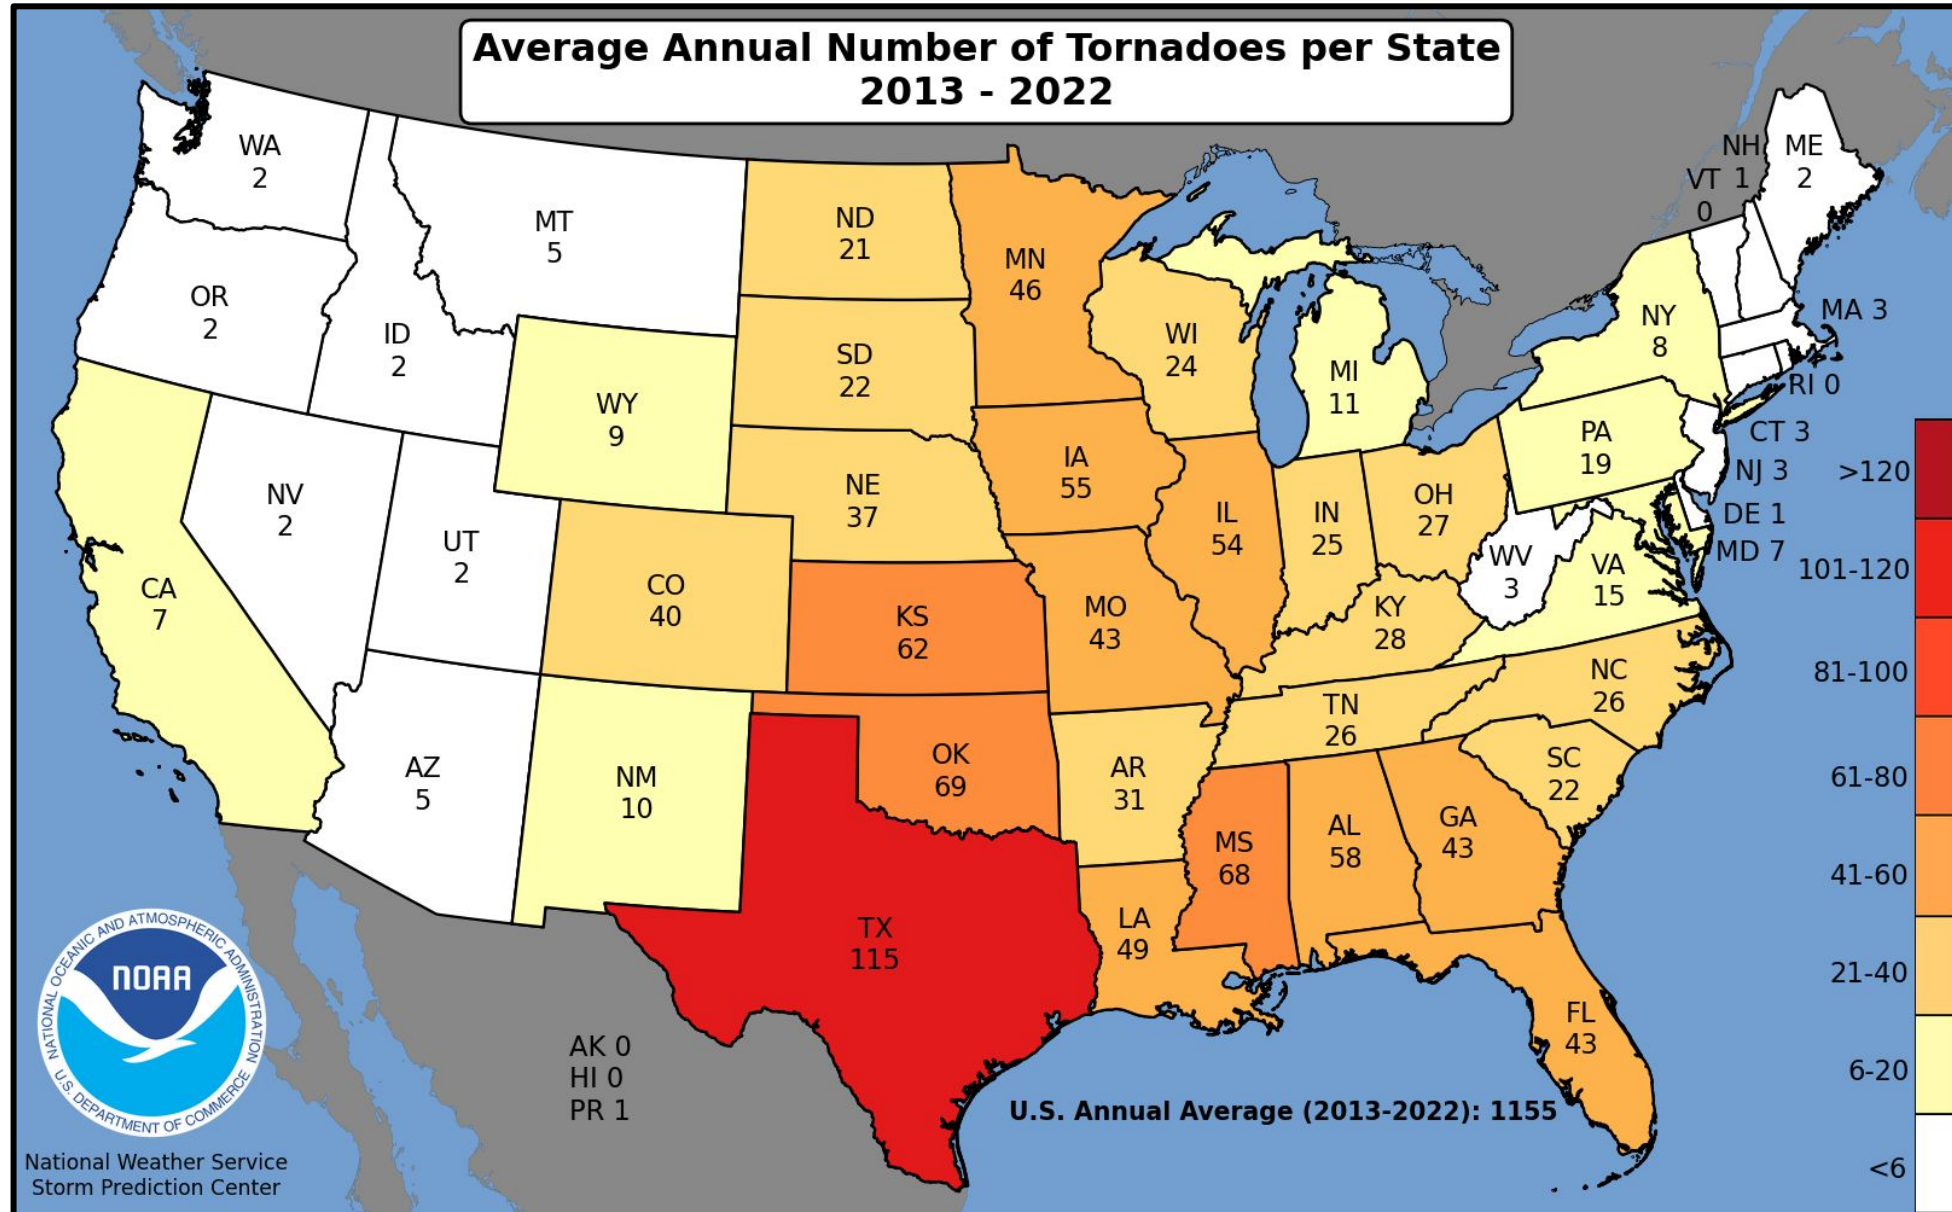 Average Annual Number of Tornadoes per State
2013 - 2022
WA
2
OR
2
ID
2
MT
5
WY
9
NV
2
UT
2
CA
7
AZ
5
CO
40
NM
10
ND
21
SD
22
NE
37
KS
62
OK
69
TX
115
MN
46
IA
55
MO
43
AR
31
LA
49
WI
24
IL
54
MI
11
IN
25
OH
27
KY
28
TN
26
MS
68
AL
58
GA
43
FL
43
SC
22
NC
26
VA
15
WV
3
PA
19
NY
8
VT
0
NH
1
ME
2
MA 3
RI 0
CT 3
NJ 3
DE 1
MD 7
>120
101-120
81-100
61-80
41-60
21-40
6-20
<6
AK 0
HI 0
PR 1
U.S. Annual Average (2013-2022): 1155
NATIONAL OCEANIC AND ATMOSPHERIC ADMINISTRATION
NOAA
U.S. DEPARTMENT OF COMMERCE
National Weather Service
Storm Prediction Center